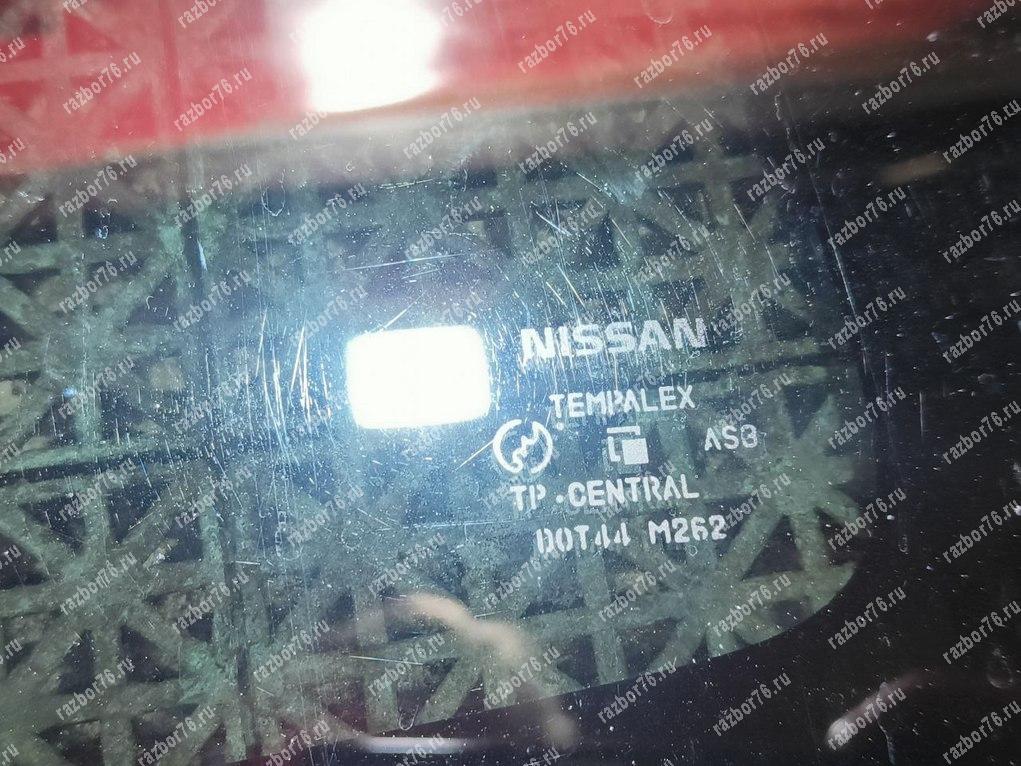 NISSAN
TEMPALEX
AS3
TP·CENTRAL
DOT44 M262
razbor76.ru